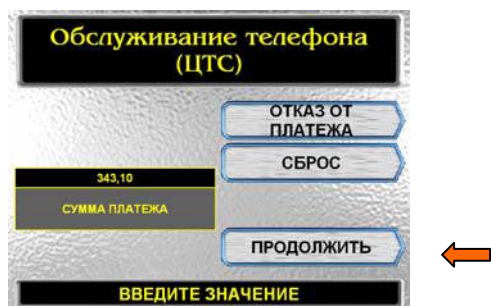 Обслуживание телефона
(ЦТС)
ОТКАЗ ОТ
ПЛАТЕЖА
СБРОС
343,10
СУММА ПЛАТЕЖА
ПРОДОЛЖИТЬ
ВВЕДИТЕ ЗНАЧЕНИЕ